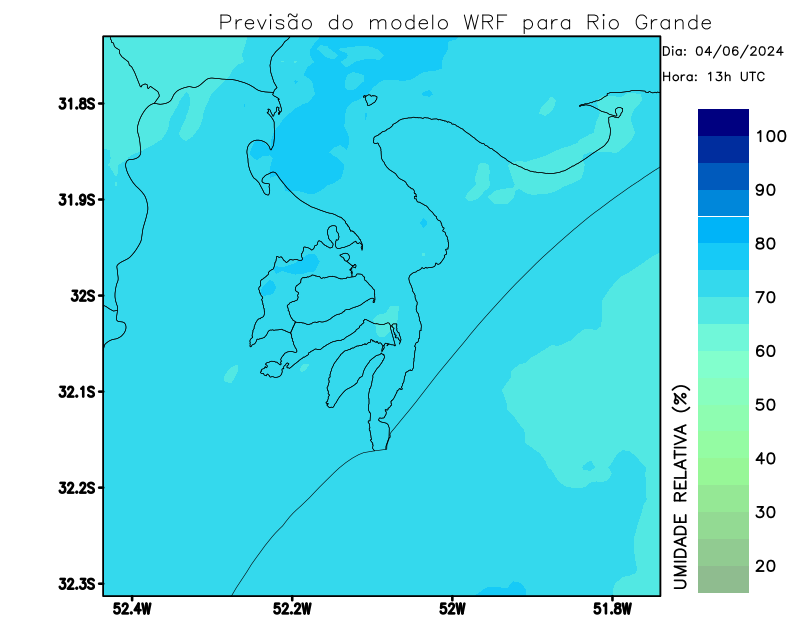 Previsão do modelo WRF para Rio Grande
Dia: 04/06/2024
Hora: 13h UTC
31.8S
31.9S
32S
32.1S
32.2S
32.3S
52.4W
52.2W
52W
51.8W
100
90
80
70
60
50
40
30
20
UMIDADE RELATIVA (%)